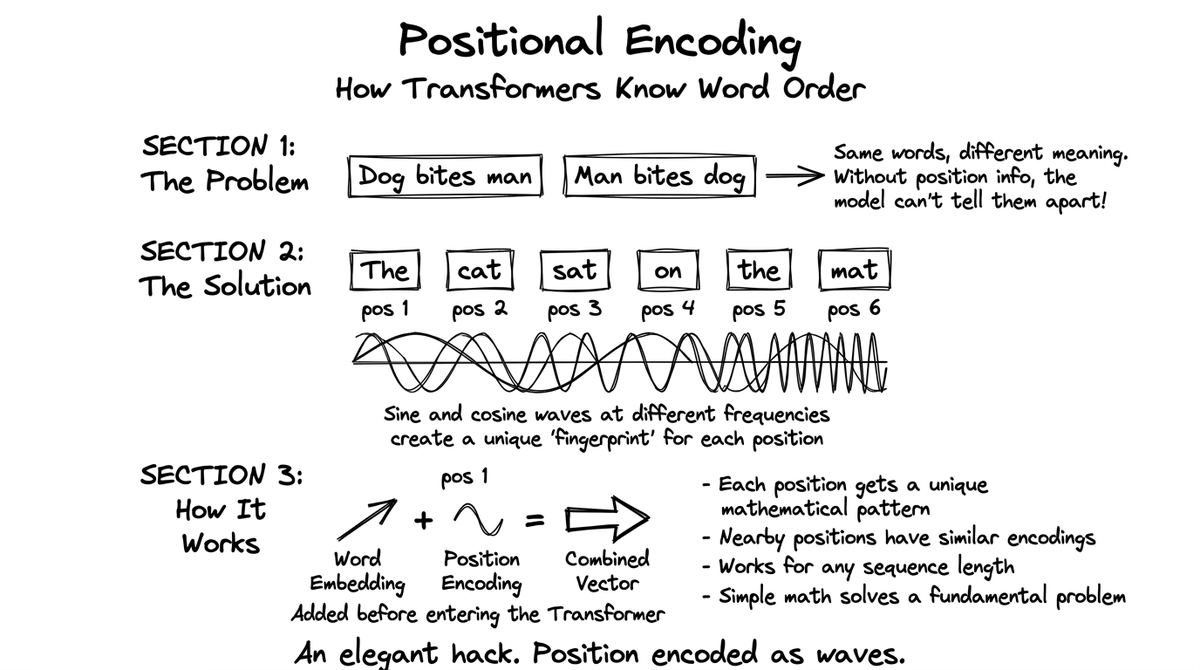 Positional Encoding
How Transformers Know Word Order
SECTION 1:
The Problem
Dog bites man
Man bites dog
Same words, different meaning.
Without position info, the
model can't tell them apart!
SECTION 2:
The Solution
The cat sat on the mat
pos 1 pos 2 pos 3 pos 4 pos 5 pos 6
Sine and cosine waves at different frequencies
create a unique 'fingerprint' for each position
SECTION 3:
How It
Works
pos 1
+ =
Word
Embedding
Position
Encoding
Combined
Vector
Added before entering the Transformer
- Each position gets a unique
mathematical pattern
- Nearby positions have similar encodings
- Works for any sequence length
- Simple math solves a fundamental problem
An elegant hack. Position encoded as waves.